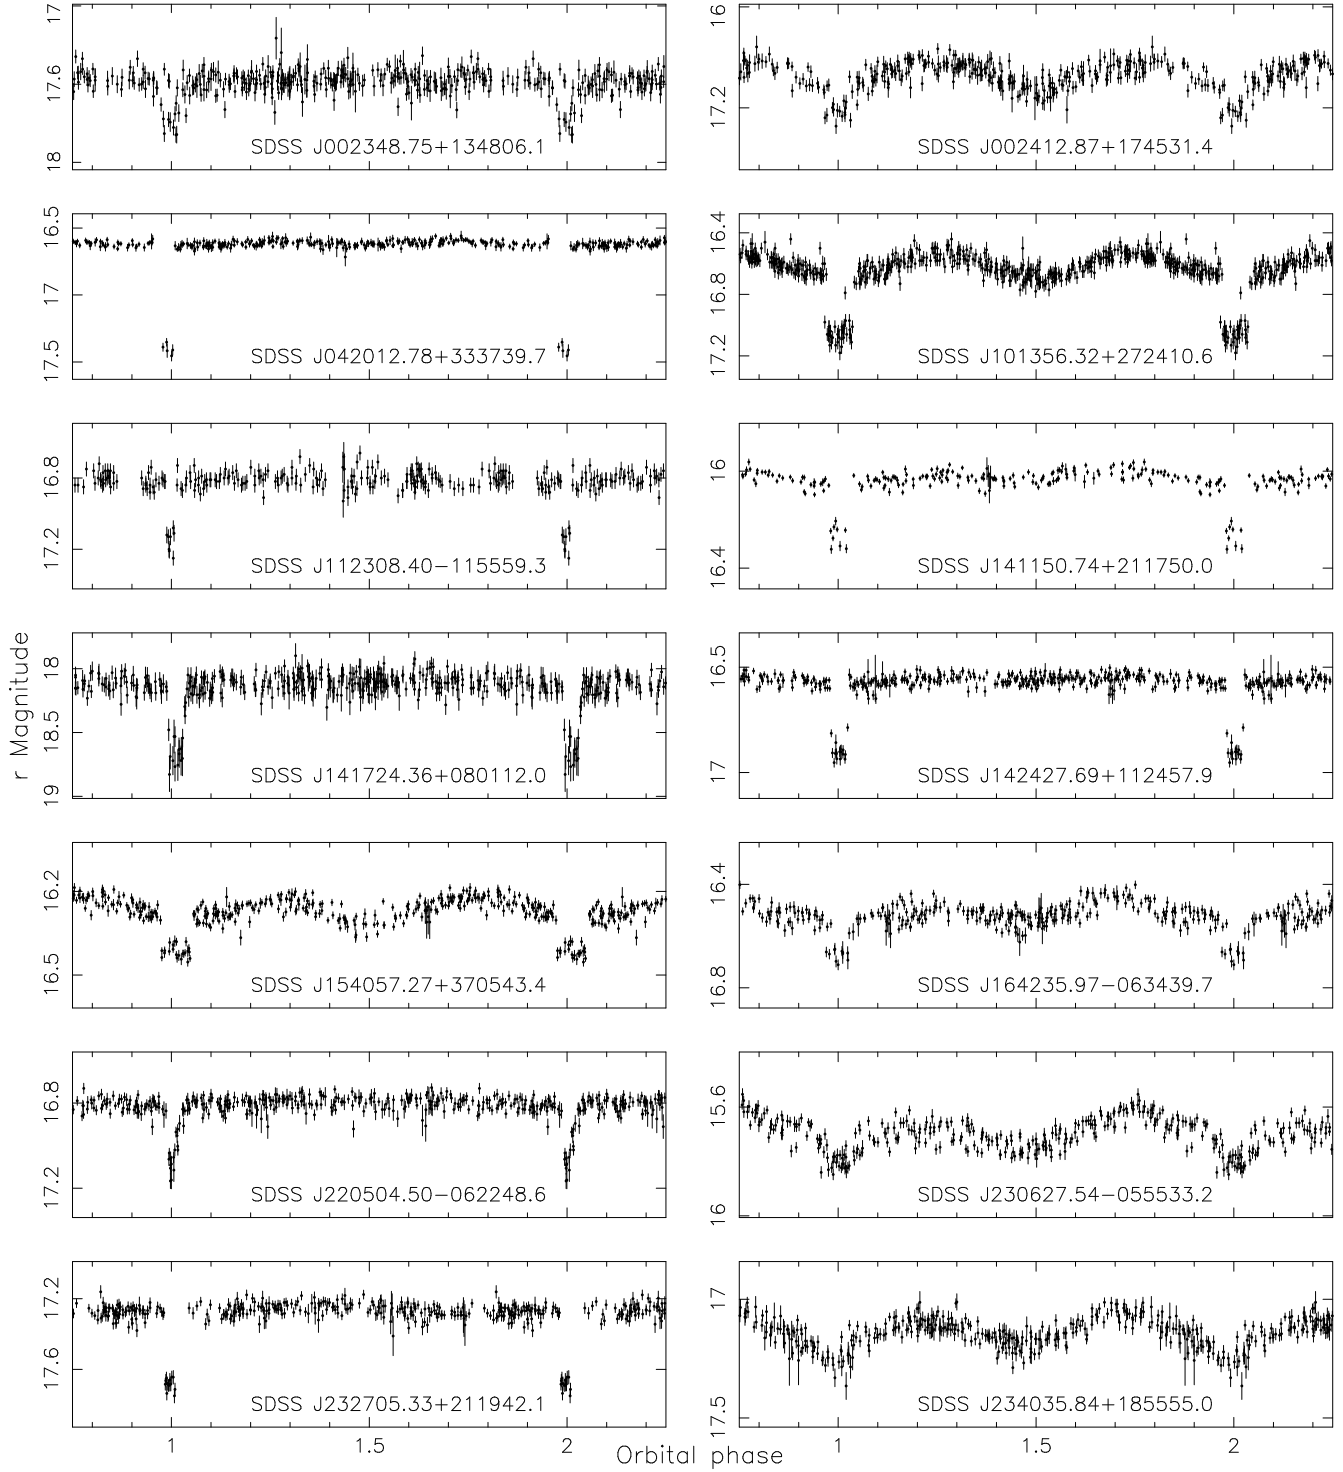 17
17.6
18
SDSS J002348.75+134806.1
16
17.2
SDSS J002412.87+174531.4
16.5
17
17.5
SDSS J042012.78+333739.7
16.4
16.8
17.2
SDSS J101356.32+272410.6
16.8
17.2
SDSS J112308.40−115559.3
16
16.4
SDSS J141150.74+211750.0
r Magnitude
18
18.5
19
SDSS J141724.36+080112.0
16.5
17
SDSS J142427.69+112457.9
16.2
16.5
SDSS J154057.27+370543.4
16.4
16.8
SDSS J164235.97−063439.7
16.8
17.2
SDSS J220504.50−062248.6
15.6
16
SDSS J230627.54−055533.2
17.2
17.6
SDSS J232705.33+211942.1
17
17.5
SDSS J234035.84+185555.0
1 1.5 2
1 1.5 2
Orbital phase